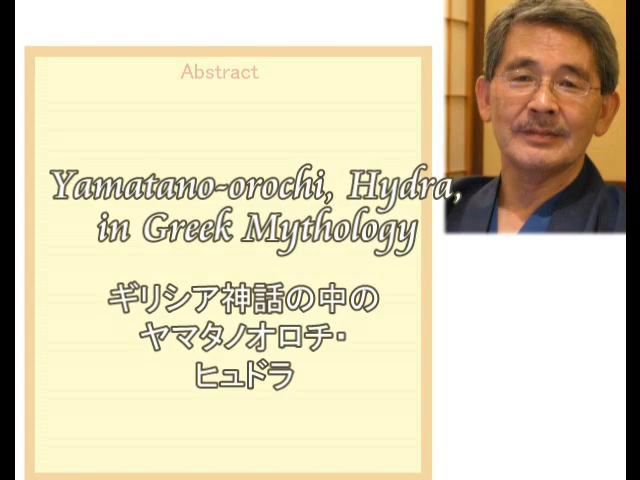 Abstract
Yamatano-orochi, Hydra,
in Greek Mythology
ギリシア神話の中の
ヤマタノオロチ・
ヒュドラ